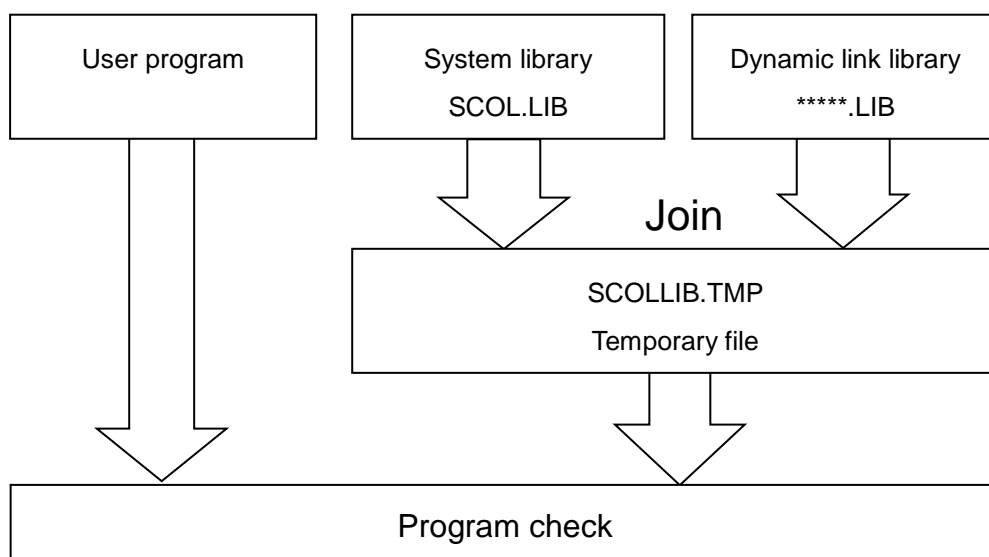 User program
System library
SCOL.LIB
Dynamic link library
*****.LIB
Join
SCOLLIB.TMP
Temporary file
Program check